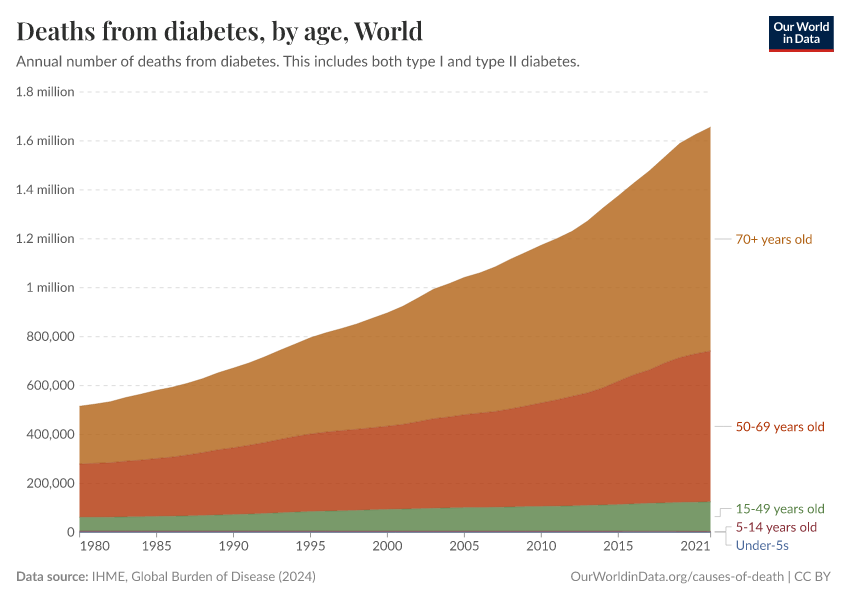 Deaths from diabetes, by age, World
Our World
in Data
Annual number of deaths from diabetes. This includes both type I and type II diabetes.
1.8 million
1.6 million
1.4 million
1.2 million
1 million
800,000
600,000
400,000
200,000
0
70+ years old
50-69 years old
15-49 years old
5-14 years old
Under-5s
1980
1985
1990
1995
2000
2005
2010
2015
2021
Data source: IHME, Global Burden of Disease (2024)
OurWorldinData.org/causes-of-death | CC BY